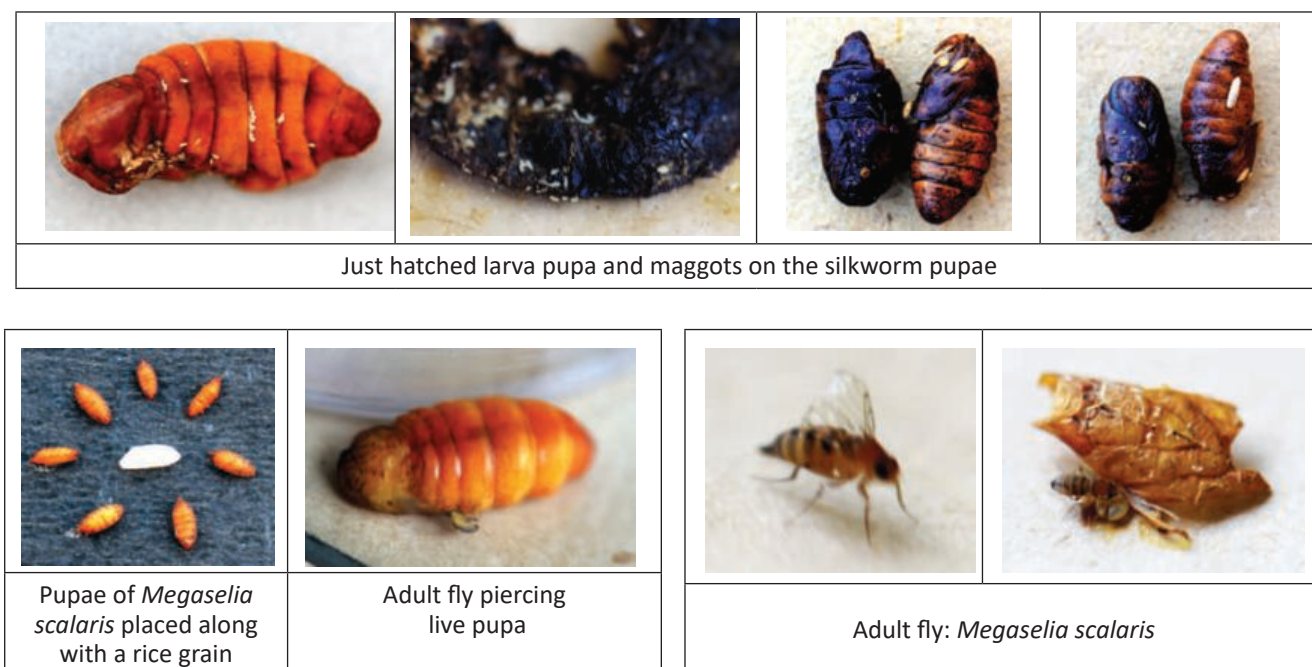 Just hatched larva pupa and maggots on the silkworm pupae
Pupae of Megaselia
scalaris placed along
with a rice grain
Adult fly piercing
live pupa
Adult fly: Megaselia scalaris